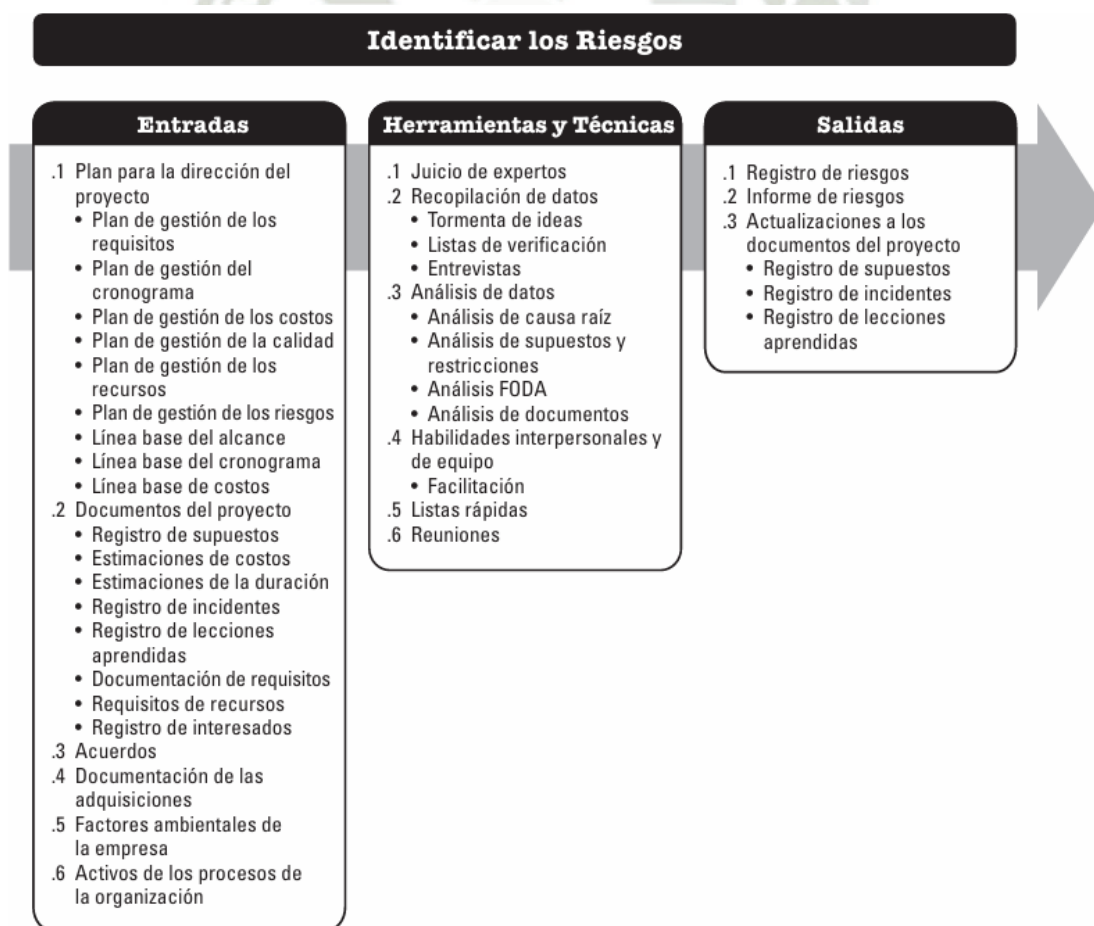 Identificar los Riesgos
Entradas
.1 Plan para la dirección del
proyecto
• Plan de gestión de los
requisitos
• Plan de gestión del
cronograma
• Plan de gestión de los costos
• Plan de gestión de la calidad
• Plan de gestión de los
recursos
• Plan de gestión de los riesgos
• Línea base del alcance
• Línea base del cronograma
• Línea base de costos
.2 Documentos del proyecto
• Registro de supuestos
• Estimaciones de costos
• Estimaciones de la duración
• Registro de incidentes
• Registro de lecciones
aprendidas
• Documentación de requisitos
• Requisitos de recursos
• Registro de interesados
.3 Acuerdos
.4 Documentación de las
adquisiciones
.5 Factores ambientales de
la empresa
.6 Activos de los procesos de
la organización
Herramientas y Técnicas
.1 Juicio de expertos
.2 Recopilación de datos
• Tormenta de ideas
• Listas de verificación
• Entrevistas
.3 Análisis de datos
• Análisis de causa raíz
• Análisis de supuestos y
restricciones
• Análisis FODA
• Análisis de documentos
.4 Habilidades interpersonales y
de equipo
• Facilitación
.5 Listas rápidas
.6 Reuniones
Salidas
.1 Registro de riesgos
.2 Informe de riesgos
.3 Actualizaciones a los
documentos del proyecto
• Registro de supuestos
• Registro de incidentes
• Registro de lecciones
aprendidas